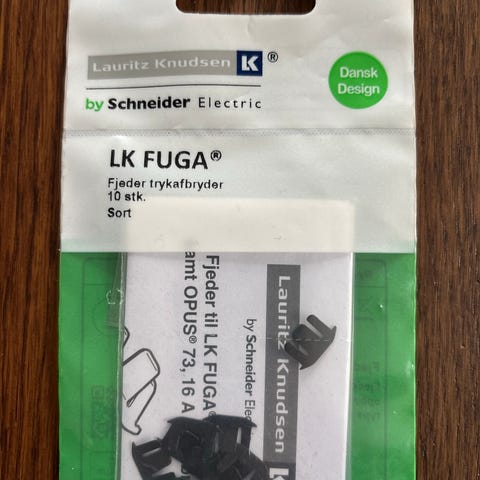 Lauritz Knudsen LK®
by Schneider Electric
Dansk
Design
LK FUGA®
Fjeder trykafbryder
10 stk.
Sort
Fjeder til LK FUGA®
amt OPUS® 73, 16 A
Lauritz Knudsen
by Schneider Elec